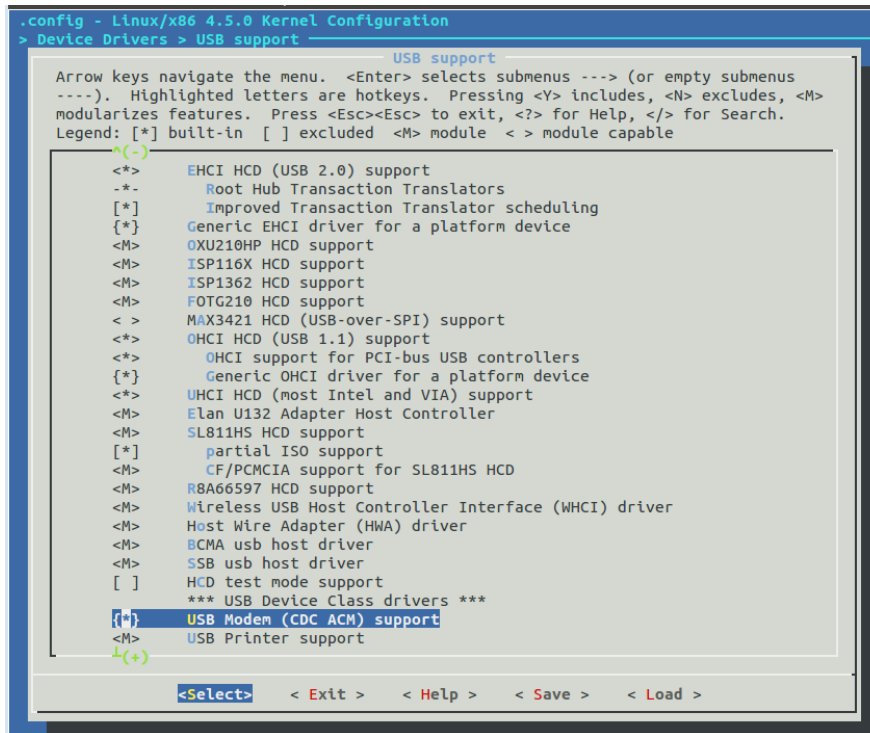 .config - Linux/x86 4.5.0 Kernel Configuration
> Device Drivers > USB support
USB support
Arrow keys navigate the menu.  <Enter> selects submenus ---> (or empty submenus
----).  Highlighted letters are hotkeys.  Pressing <Y> includes, <N> excludes, <M>
modularizes features.  Press <Esc><Esc> to exit, <?> for Help, </> for Search.
Legend: [*] built-in  [ ] excluded  <M> module  < > module capable
^(-)
<*>     EHCI HCD (USB 2.0) support
-*-       Root Hub Transaction Translators
[*]       Improved Transaction Translator scheduling
{*}     Generic EHCI driver for a platform device
<M>     OXU210HP HCD support
<M>     ISP116X HCD support
<M>     ISP1362 HCD support
<M>     FOTG210 HCD support
< >     MAX3421 HCD (USB-over-SPI) support
<*>     OHCI HCD (USB 1.1) support
<*>       OHCI support for PCI-bus USB controllers
{*}       Generic OHCI driver for a platform device
<*>     UHCI HCD (most Intel and VIA) support
<M>     Elan U132 Adapter Host Controller
<M>     SL811HS HCD support
[*]       partial ISO support
<M>       CF/PCMCIA support for SL811HS HCD
<M>     R8A66597 HCD support
<M>     Wireless USB Host Controller Interface (WHCI) driver
<M>     Host Wire Adapter (HWA) driver
<M>     BCMA usb host driver
<M>     SSB usb host driver
[ ]     HCD test mode support
*** USB Device Class drivers ***
{*}     USB Modem (CDC ACM) support
<M>     USB Printer support
┴(+)
<Select>    < Exit >    < Help >    < Save >    < Load >